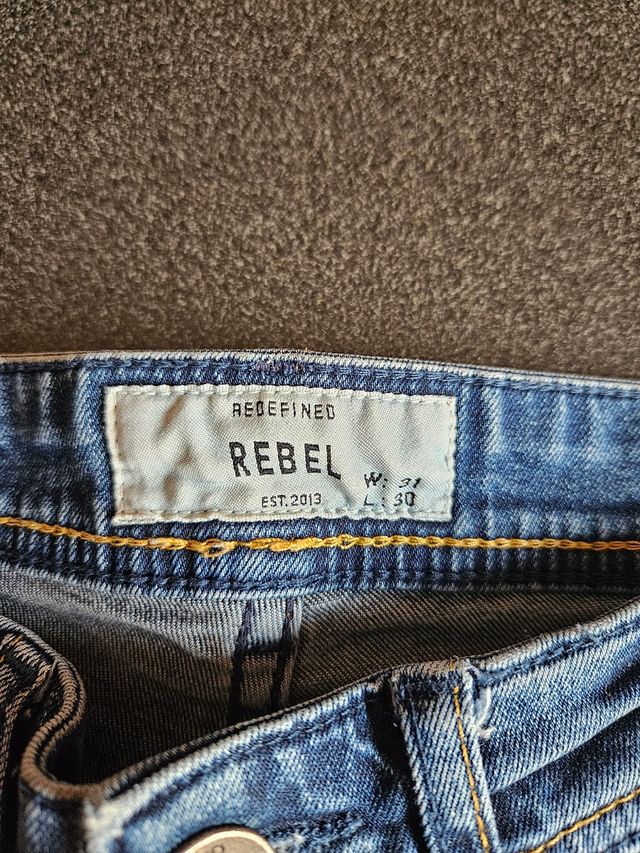 REDEFINED
REBEL
EST. 2013
W: 31
L: 30